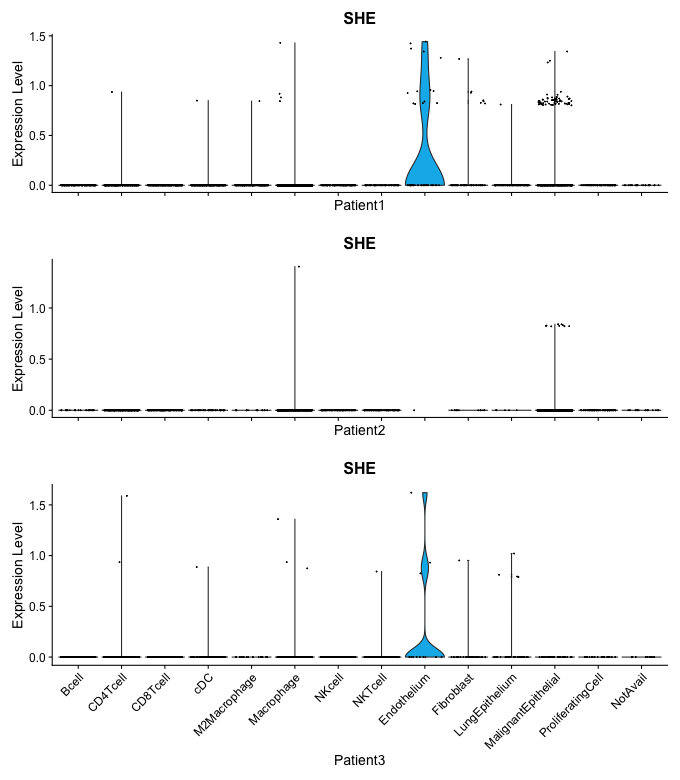 SHE
1.5
1.0
0.5
0.0
Expression Level
Patient1
SHE
1.0
0.5
0.0
Expression Level
Patient2
SHE
1.5
1.0
0.5
0.0
Expression Level
Bcell
CD4Tcell
CD8Tcell
cDC
M2Macrophage
Macrophage
NKcell
NKTcell
Endothelium
Fibroblast
LungEpithelium
MalignantEpithelial
ProliferatingCell
NotAvail
Patient3